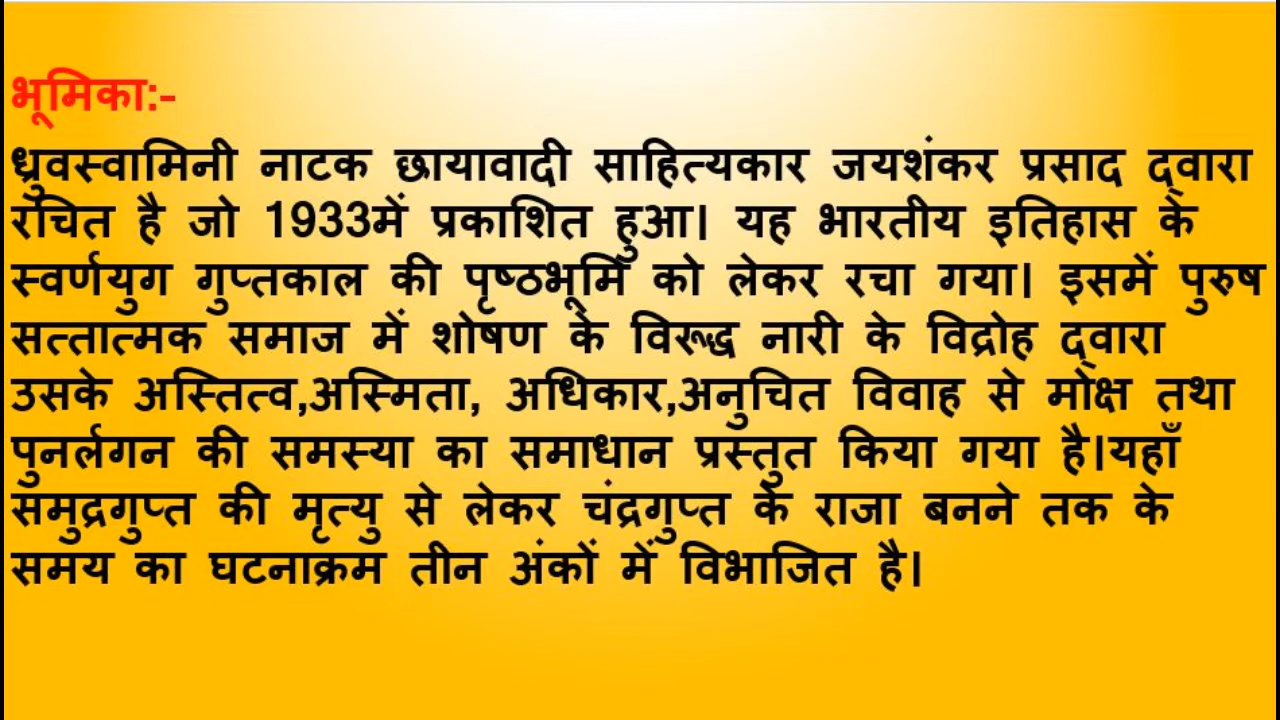 भूमिका:-
ध्रुवस्वामिनी नाटक छायावादी साहित्यकार जयशंकर प्रसाद द्वारा
रचित है जो 1933में प्रकाशित हुआ। यह भारतीय इतिहास के
स्वर्णयुग गुप्तकाल की पृष्ठभूमि को लेकर रचा गया। इसमें पुरुष
सत्तात्मक समाज में शोषण के विरूद्ध नारी के विद्रोह द्वारा
उसके अस्तित्व,अस्मिता, अधिकार,अनुचित विवाह से मोक्ष तथा
पुनर्लगन की समस्या का समाधान प्रस्तुत किया गया है।यहाँ
समुद्रगुप्त की मृत्यु से लेकर चंद्रगुप्त के राजा बनने तक के
समय का घटनाक्रम तीन अंकों में विभाजित है।